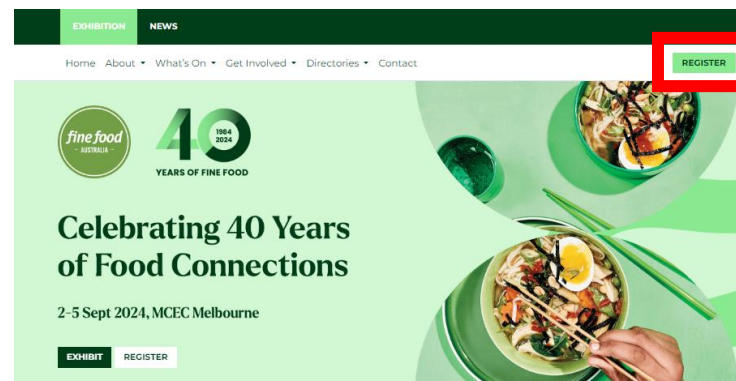 EXHIBITION NEWS
Home About What's On Get Involved Directories Contact REGISTER
fine food
- AUSTRALIA -
40
1984
2024
YEARS OF FINE FOOD
Celebrating 40 Years
of Food Connections
2-5 Sept 2024, MCEC Melbourne
EXHIBIT REGISTER